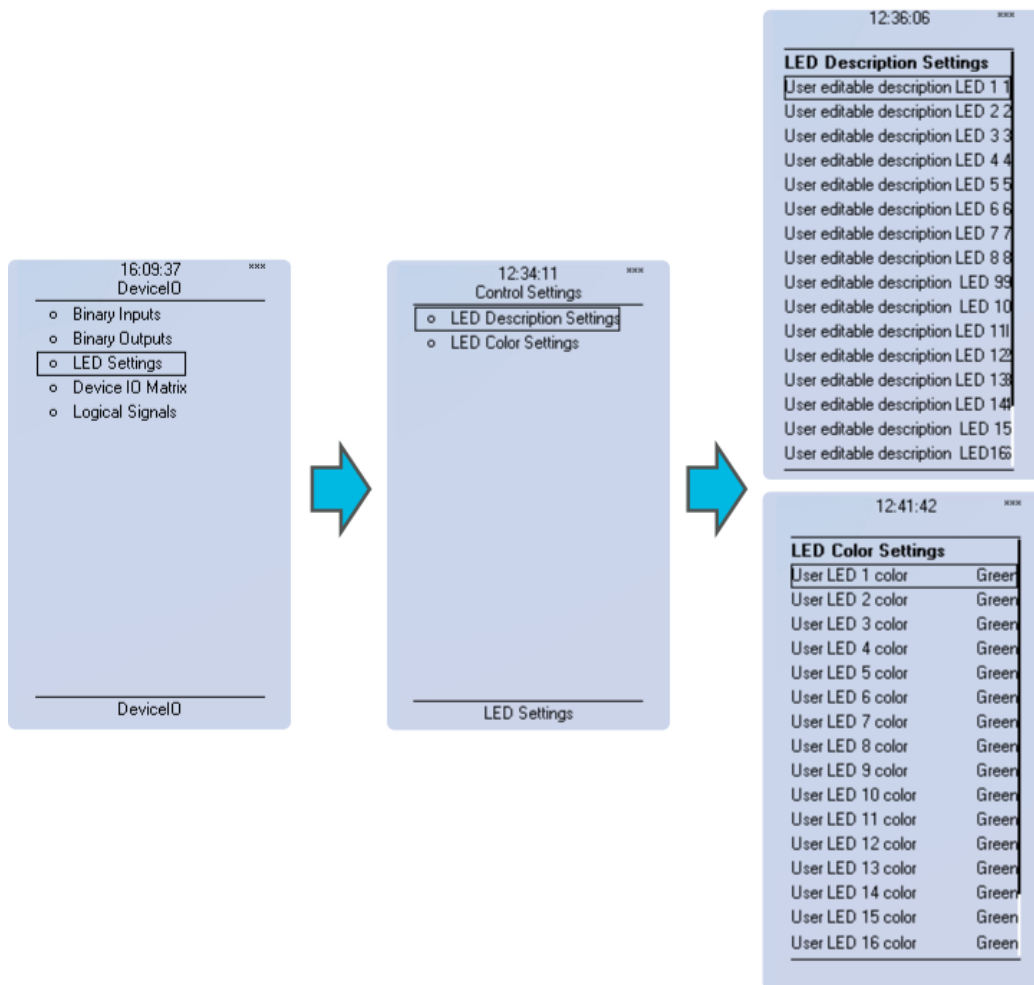 16:09:37 xxx
DeviceIO
Binary Inputs
Binary Outputs
LED Settings
Device IO Matrix
Logical Signals
DeviceIO
12:34:11 xxx
Control Settings
LED Description Settings
LED Color Settings
LED Settings
12:36:06 xxx
LED Description Settings
User editable description LED 1 1
User editable description LED 2 2
User editable description LED 3 3
User editable description LED 4 4
User editable description LED 5 5
User editable description LED 6 6
User editable description LED 7 7
User editable description LED 8 8
User editable description LED 99
User editable description LED 10
User editable description LED 11
User editable description LED 12
User editable description LED 13
User editable description LED 14
User editable description LED 15
User editable description LED16
12:41:42 xxx
LED Color Settings
User LED 1 color Green
User LED 2 color Green
User LED 3 color Green
User LED 4 color Green
User LED 5 color Green
User LED 6 color Green
User LED 7 color Green
User LED 8 color Green
User LED 9 color Green
User LED 10 color Green
User LED 11 color Green
User LED 12 color Green
User LED 13 color Green
User LED 14 color Green
User LED 15 color Green
User LED 16 color Green